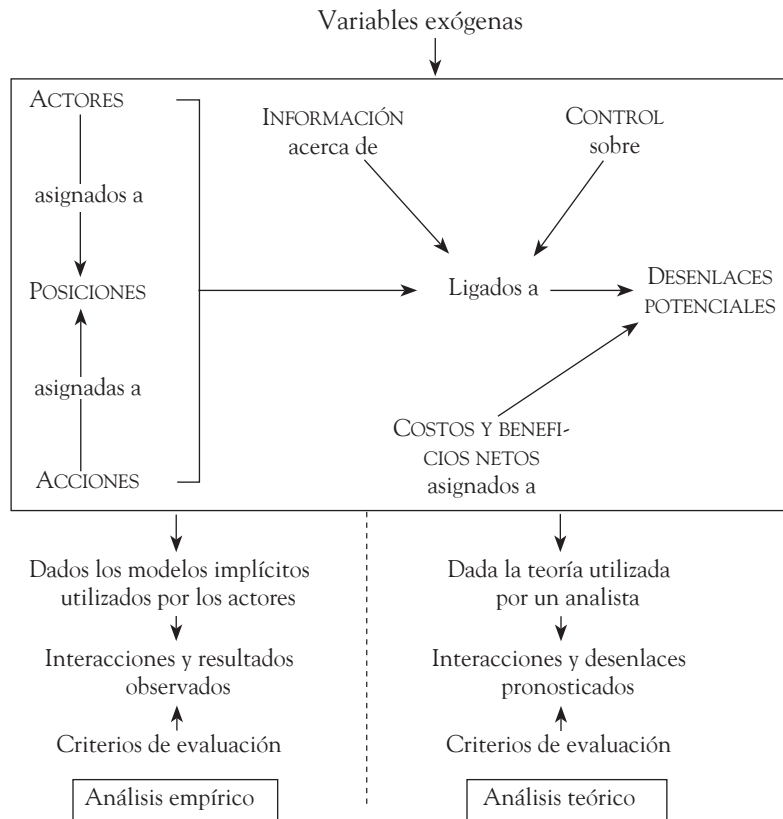 Variables exógenas
ACTORES
INFORMACIÓN
acerca de
CONTROL
sobre
asignados a
POSICIONES
Ligados a
DESENLACES
POTENCIALES
asignadas a
COSTOS Y BENEFI-
CIOS NETOS
asignados a
ACCIONES
Dados los modelos implícitos
utilizados por los actores
Interacciones y resultados
observados
Criterios de evaluación
Análisis empírico
Dada la teoría utilizada
por un analista
Interacciones y desenlaces
pronosticados
Criterios de evaluación
Análisis teórico